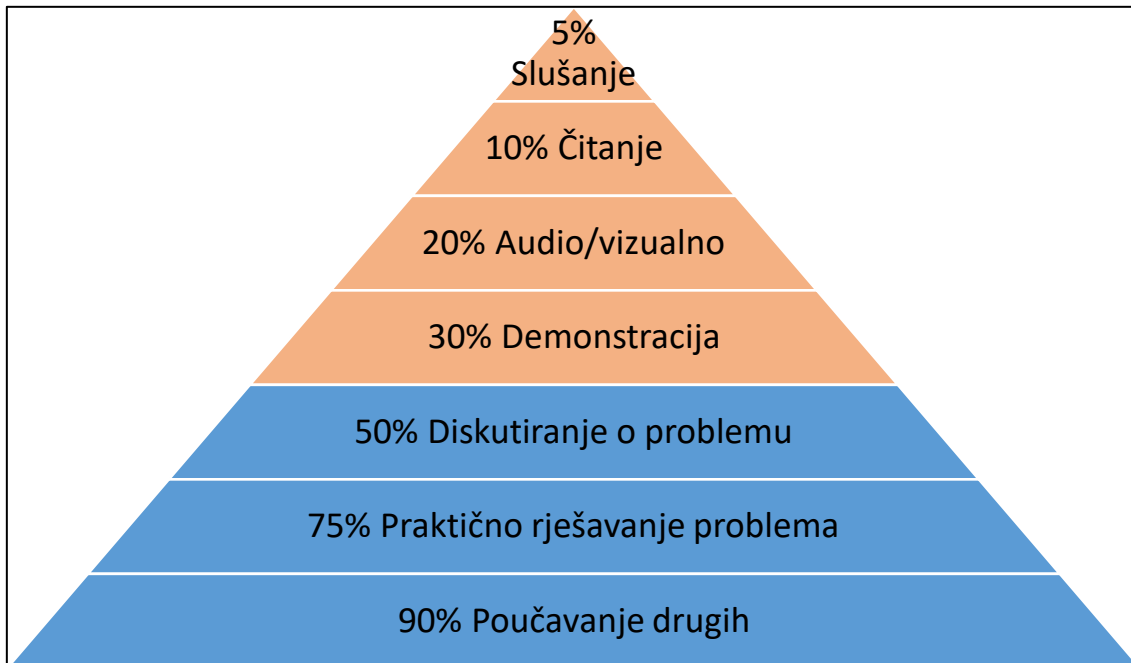 5%
Slušanje
10% Čitanje
20% Audio/vizualno
30% Demonstracija
50% Diskutiranje o problemu
75% Praktično rješavanje problema
90% Poučavanje drugih